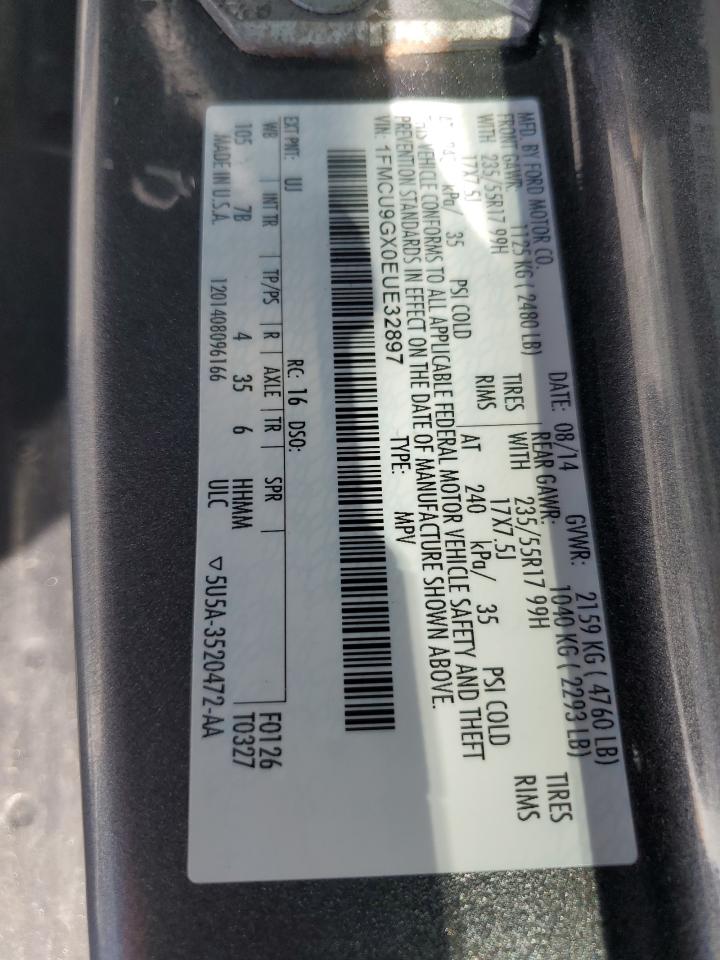 MFD. BY FORD MOTOR CO. DATE: 08/14 GVWR: 2159 KG ( 4760 LB)
FRONT GAWR: 1125 KG ( 2480 LB) REAR GAWR: 1040 KG ( 2293 LB)
WITH 235/55R17 99H TIRES WITH 235/55R17 99H TIRES
17X7.5J RIMS 17X7.5J RIMS
kPa/ 35 PSI COLD AT 240 kPa/ 35 PSI COLD
THIS VEHICLE CONFORMS TO ALL APPLICABLE FEDERAL MOTOR VEHICLE SAFETY AND THEFT
PREVENTION STANDARDS IN EFFECT ON THE DATE OF MANUFACTURE SHOWN ABOVE.
VIN: 1FMCU9GX0EUE32897 TYPE: MPV
EXT PNT: UJ RC: 16 DSO: F0126
WB INT TR TP/PS R AXLE TR SPR T0327
105 7B 4 35 6 HHMM
MADE IN U.S.A. 1201408096166 ULC ▽5U5A-3520472-AA